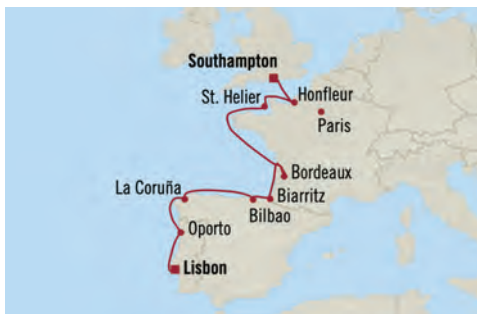 Southampton
Honfleur
St. Helier
Paris
Bordeaux
La Coruña
Biarritz
Bilbao
Oporto
Lisbon